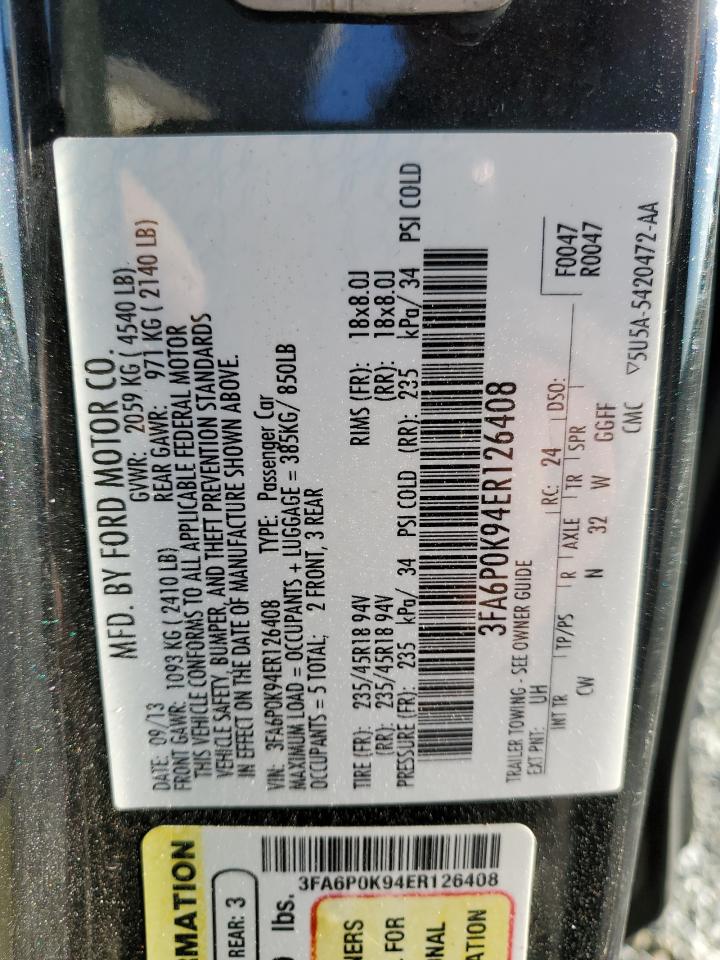 MFD. BY FORD MOTOR CO.
DATE: 09/13 GVWR: 2059 KG ( 4540 LB)
FRONT GAWR: 1093 KG ( 2410 LB) REAR GAWR: 971 KG ( 2140 LB)
THIS VEHICLE CONFORMS TO ALL APPLICABLE FEDERAL MOTOR
VEHICLE SAFETY, BUMPER, AND THEFT PREVENTION STANDARDS
IN EFFECT ON THE DATE OF MANUFACTURE SHOWN ABOVE.
VIN: 3FA6P0K94ER126408 TYPE: Passenger Car
MAXIMUM LOAD = OCCUPANTS + LUGGAGE = 385KG/ 850LB
OCCUPANTS = 5 TOTAL; 2 FRONT, 3 REAR
TIRE (FR): 235/45R18 94V RIMS (FR): 18x8.0J
(RR): 235/45R18 94V (RR): 18x8.0J
PRESSURE (FR): 235 kPa/ 34 PSI COLD (RR): 235 kPa/ 34 PSI COLD
3FA6P0K94ER126408
TRAILER TOWING - SEE OWNER GUIDE
F0047
EXT PNT: UH RC: 24 DSO: R0047
INT TR TP/PS R AXLE TR SPR
CW N 32 W GGFF
CMC ▽5U5A-5420472-AA
RMATION
REAR: 3
lbs.
3FA6P0K94ER126408
NERS
FOR
ONAL
ATION